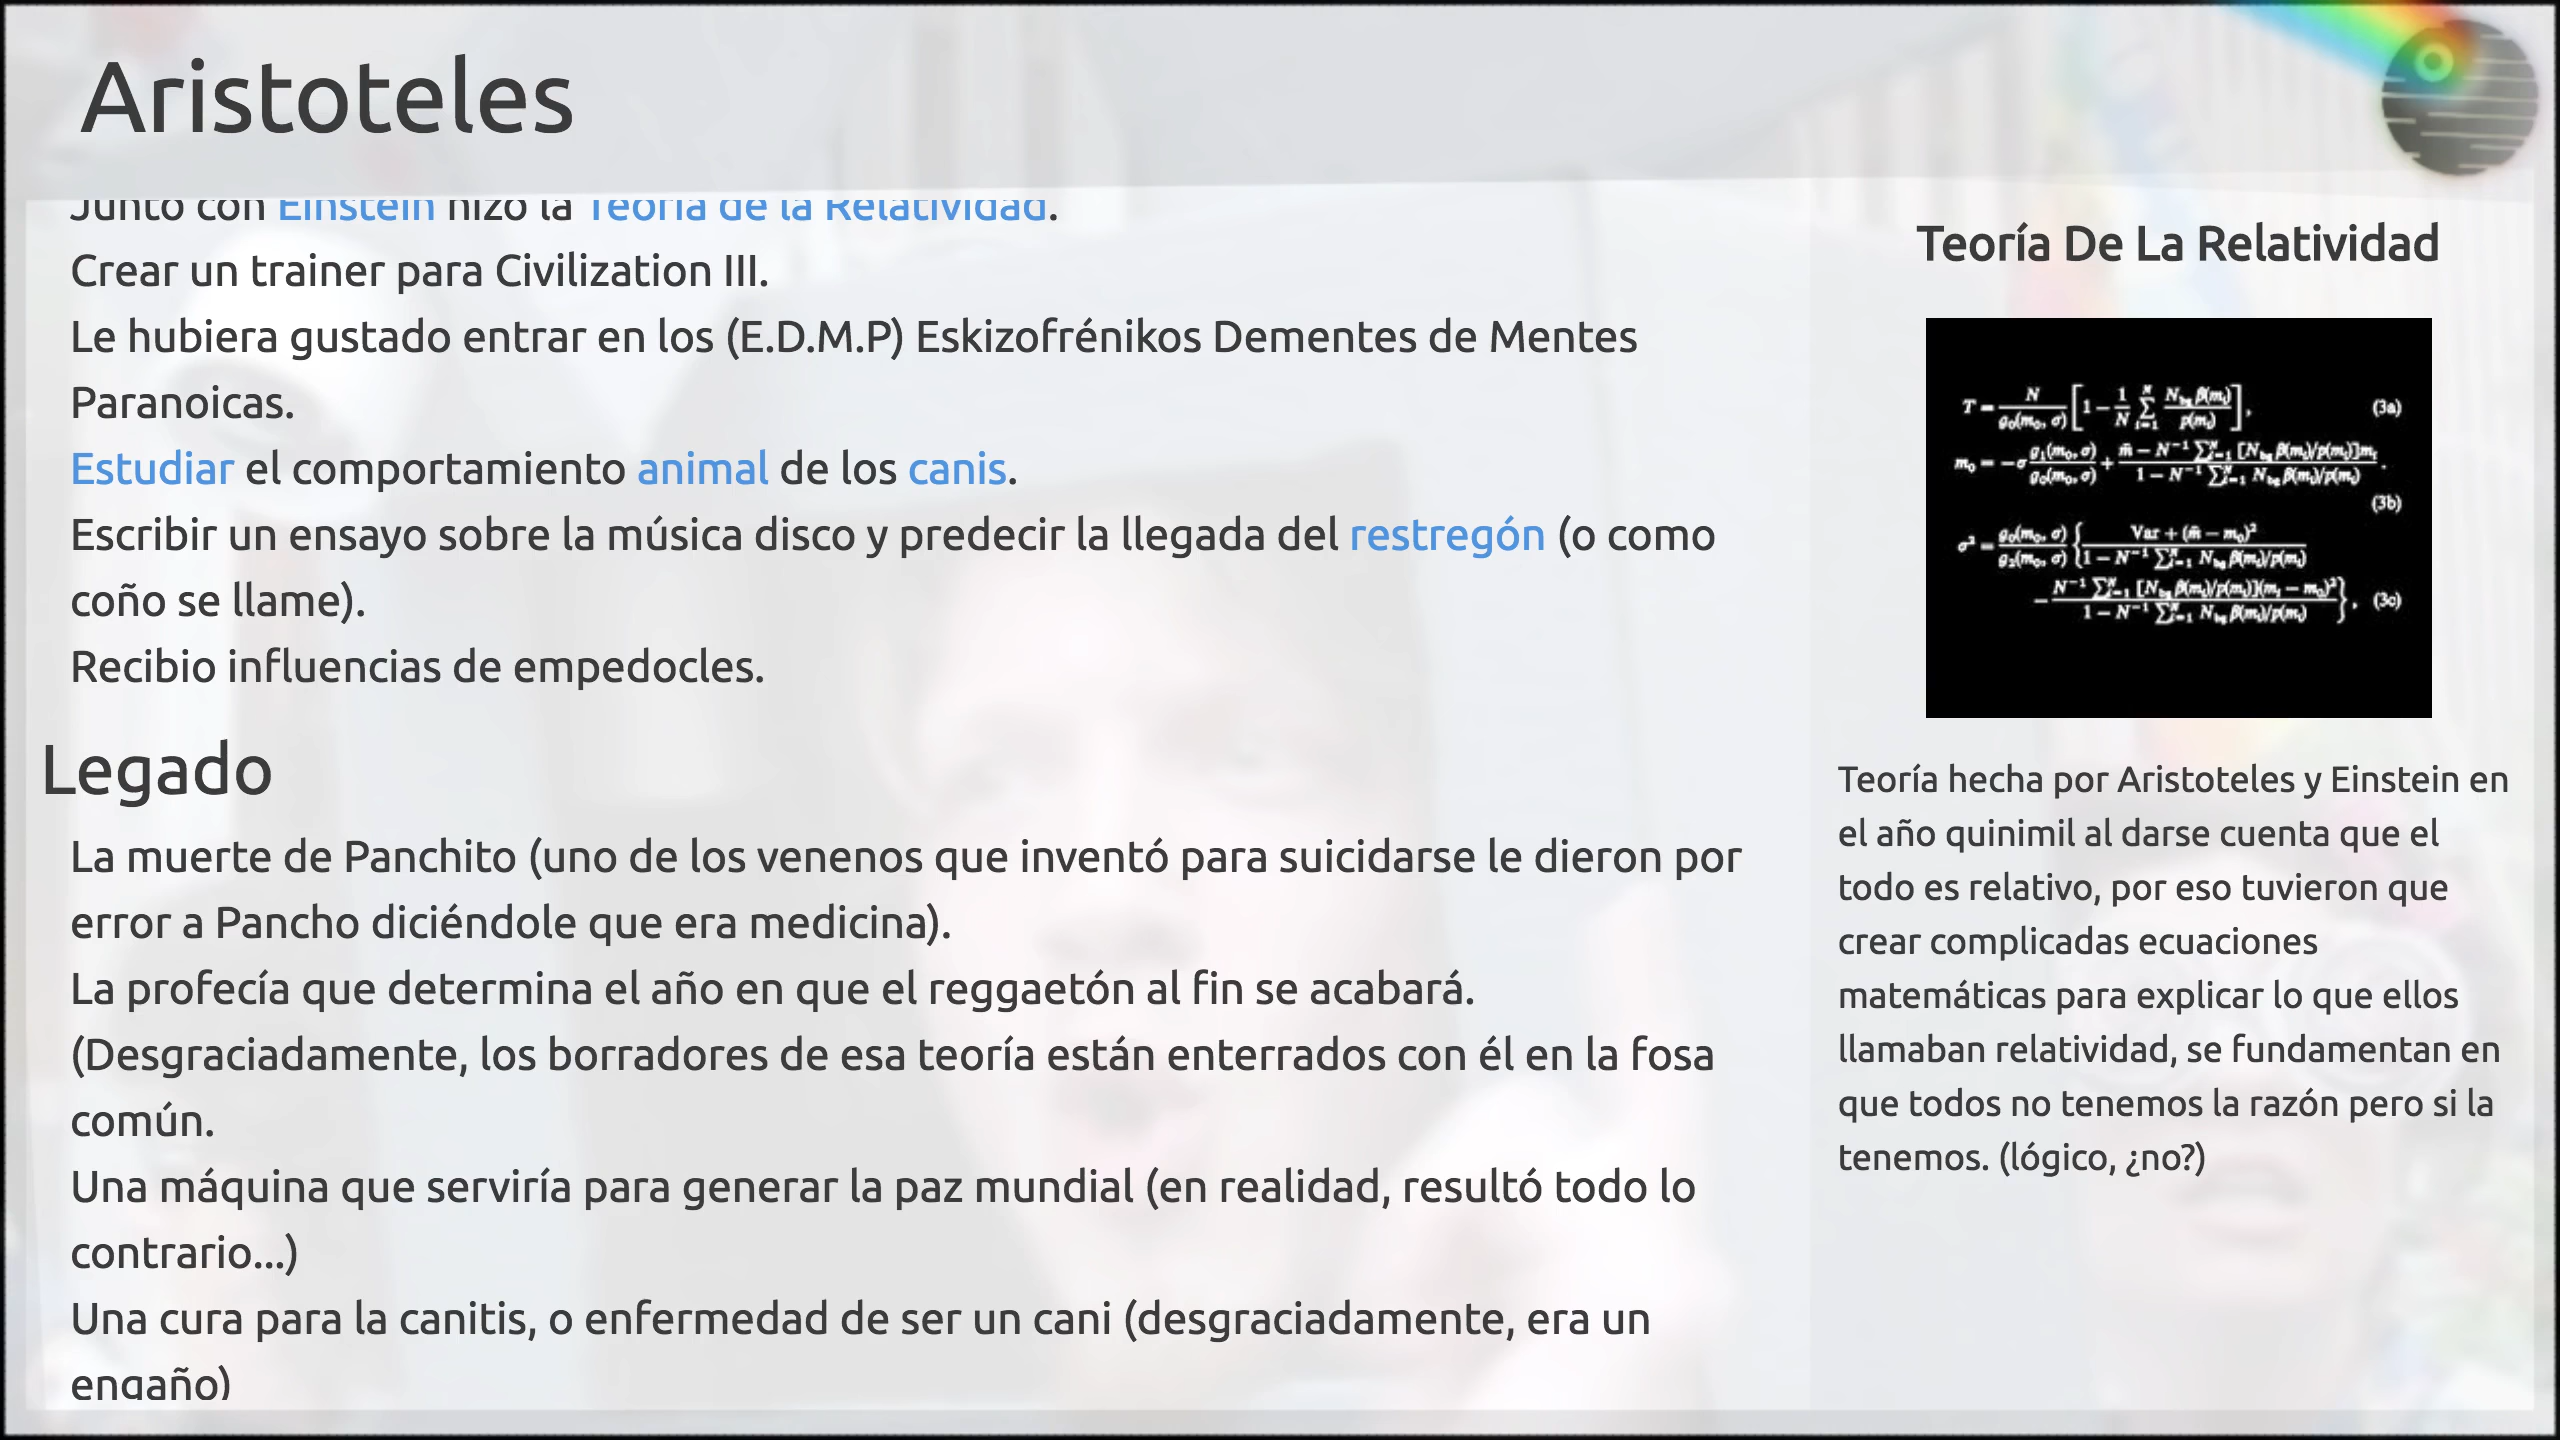 Aristoteles
Junto con Einstein hizo la Teoría de la Relatividad.
Crear un trainer para Civilization III.
Le hubiera gustado entrar en los (E.D.M.P) Eskizofrénikos Dementes de Mentes
Paranoicas.
Estudiar el comportamiento animal de los canis.
Escribir un ensayo sobre la música disco y predecir la llegada del restregón (o como
coño se llame).
Recibio influencias de empedocles.
Legado
La muerte de Panchito (uno de los venenos que inventó para suicidarse le dieron por
error a Pancho diciéndole que era medicina).
La profecía que determina el año en que el reggaetón al fin se acabará.
(Desgraciadamente, los borradores de esa teoría están enterrados con él en la fosa
común.
Una máquina que serviría para generar la paz mundial (en realidad, resultó todo lo
contrario...)
Una cura para la canitis, o enfermedad de ser un cani (desgraciadamente, era un
engaño)
Teoría De La Relatividad
(3a)
(3b)
(3c)
Teoría hecha por Aristoteles y Einstein en
el año quinimil al darse cuenta que el
todo es relativo, por eso tuvieron que
crear complicadas ecuaciones
matemáticas para explicar lo que ellos
llamaban relatividad, se fundamentan en
que todos no tenemos la razón pero si la
tenemos. (lógico, ¿no?)